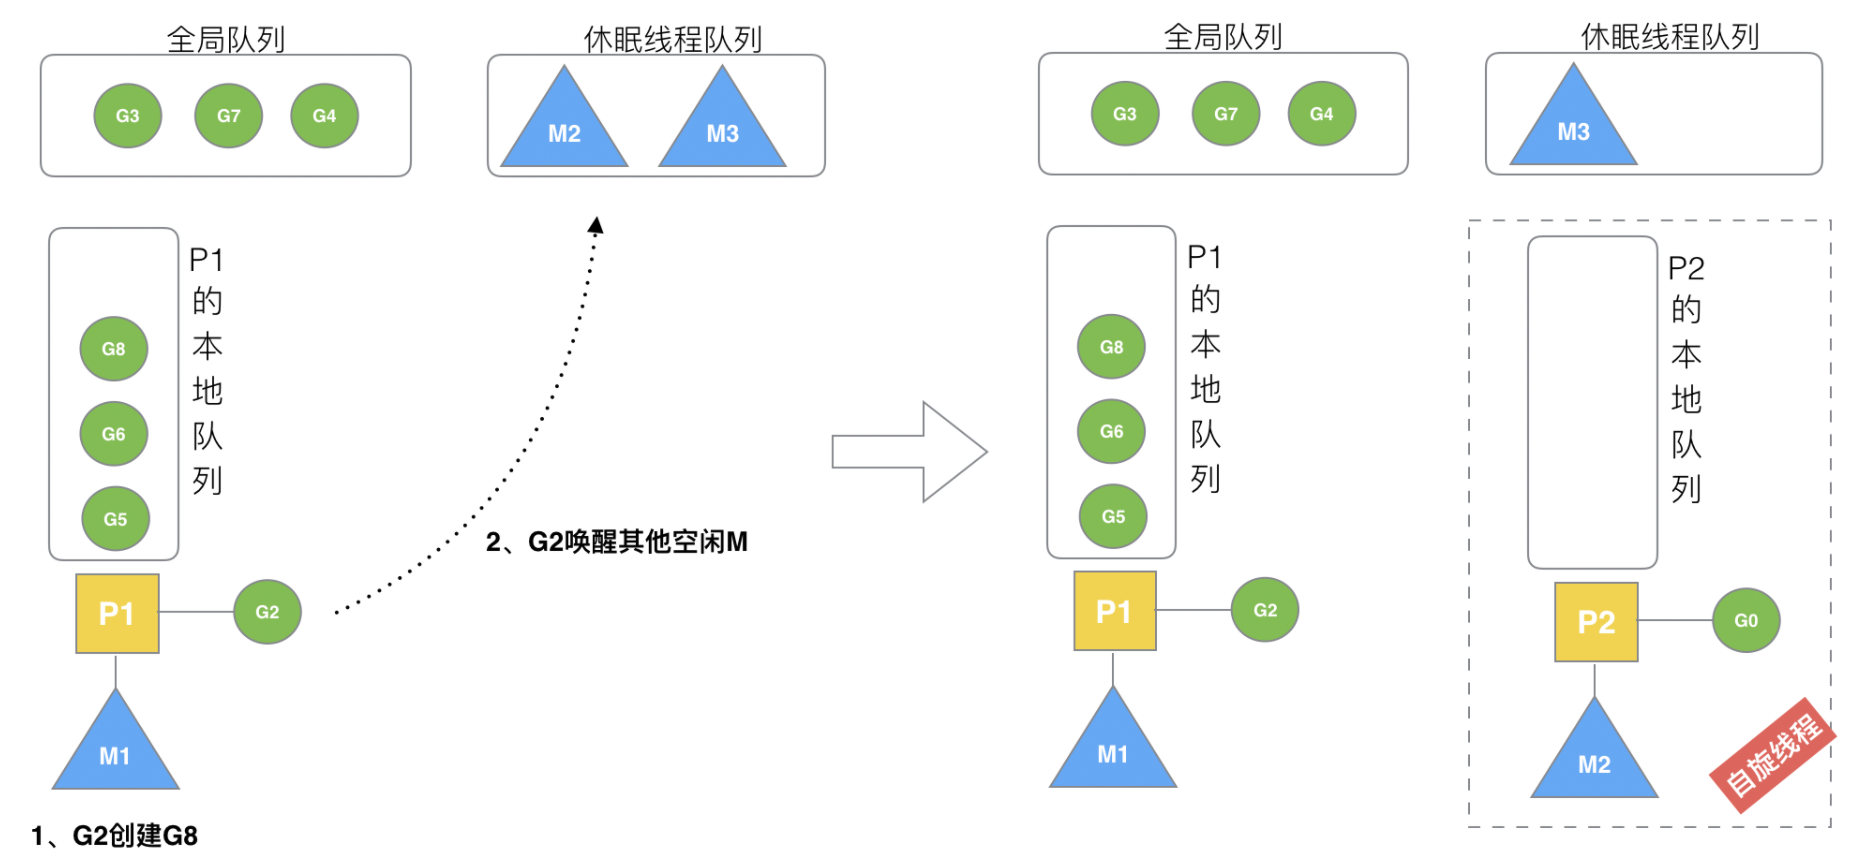 全局队列
G3 G7 G4
休眠线程队列
M2 M3
G8
G6
G5
P1的本地队列
P1
G2
M1
1、G2创建G8
2、G2唤醒其他空闲M
全局队列
G3 G7 G4
休眠线程队列
M3
G8
G6
G5
P1的本地队列
P1
G2
M1
P2的本地队列
P2
G0
M2
自旋线程